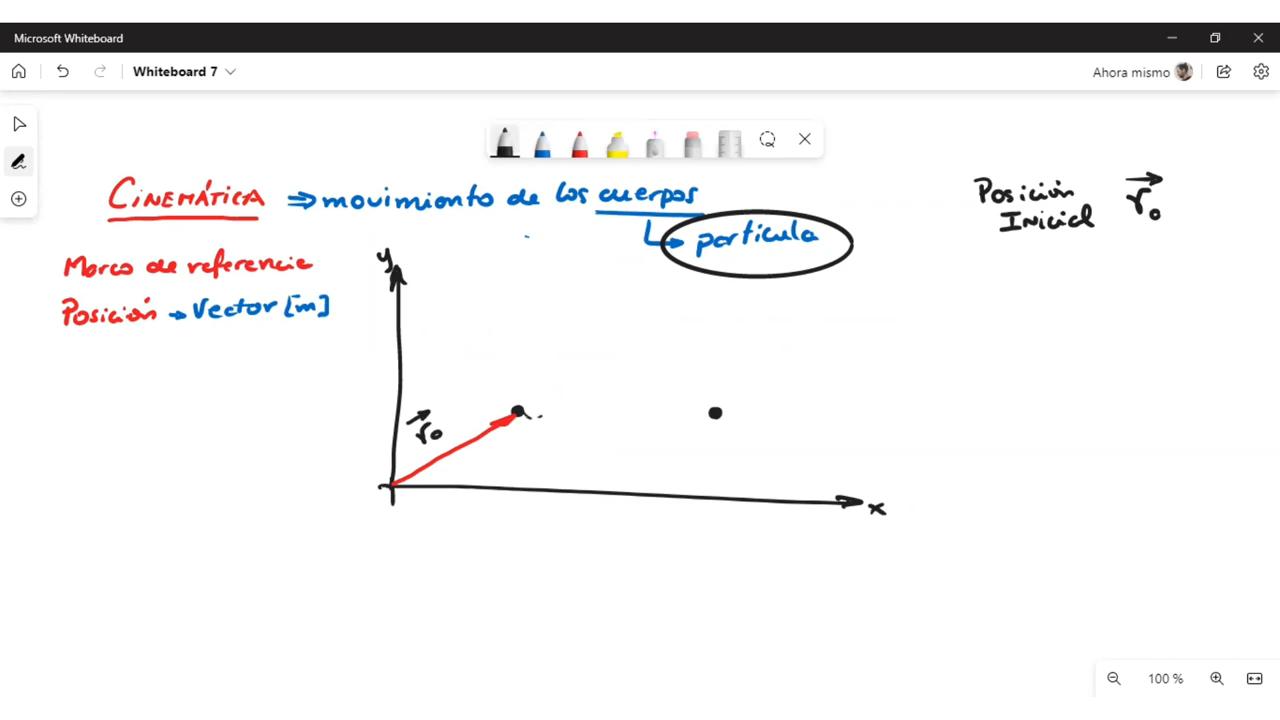 Microsoft Whiteboard
Whiteboard 7
Ahora mismo
CINEMÁTICA ⇒ movimiento de los cuerpos
↳ particula
Posición r⃗₀
Inicial
Marco de referencia
Posición → Vector [m]
y
r⃗₀
x
100 %